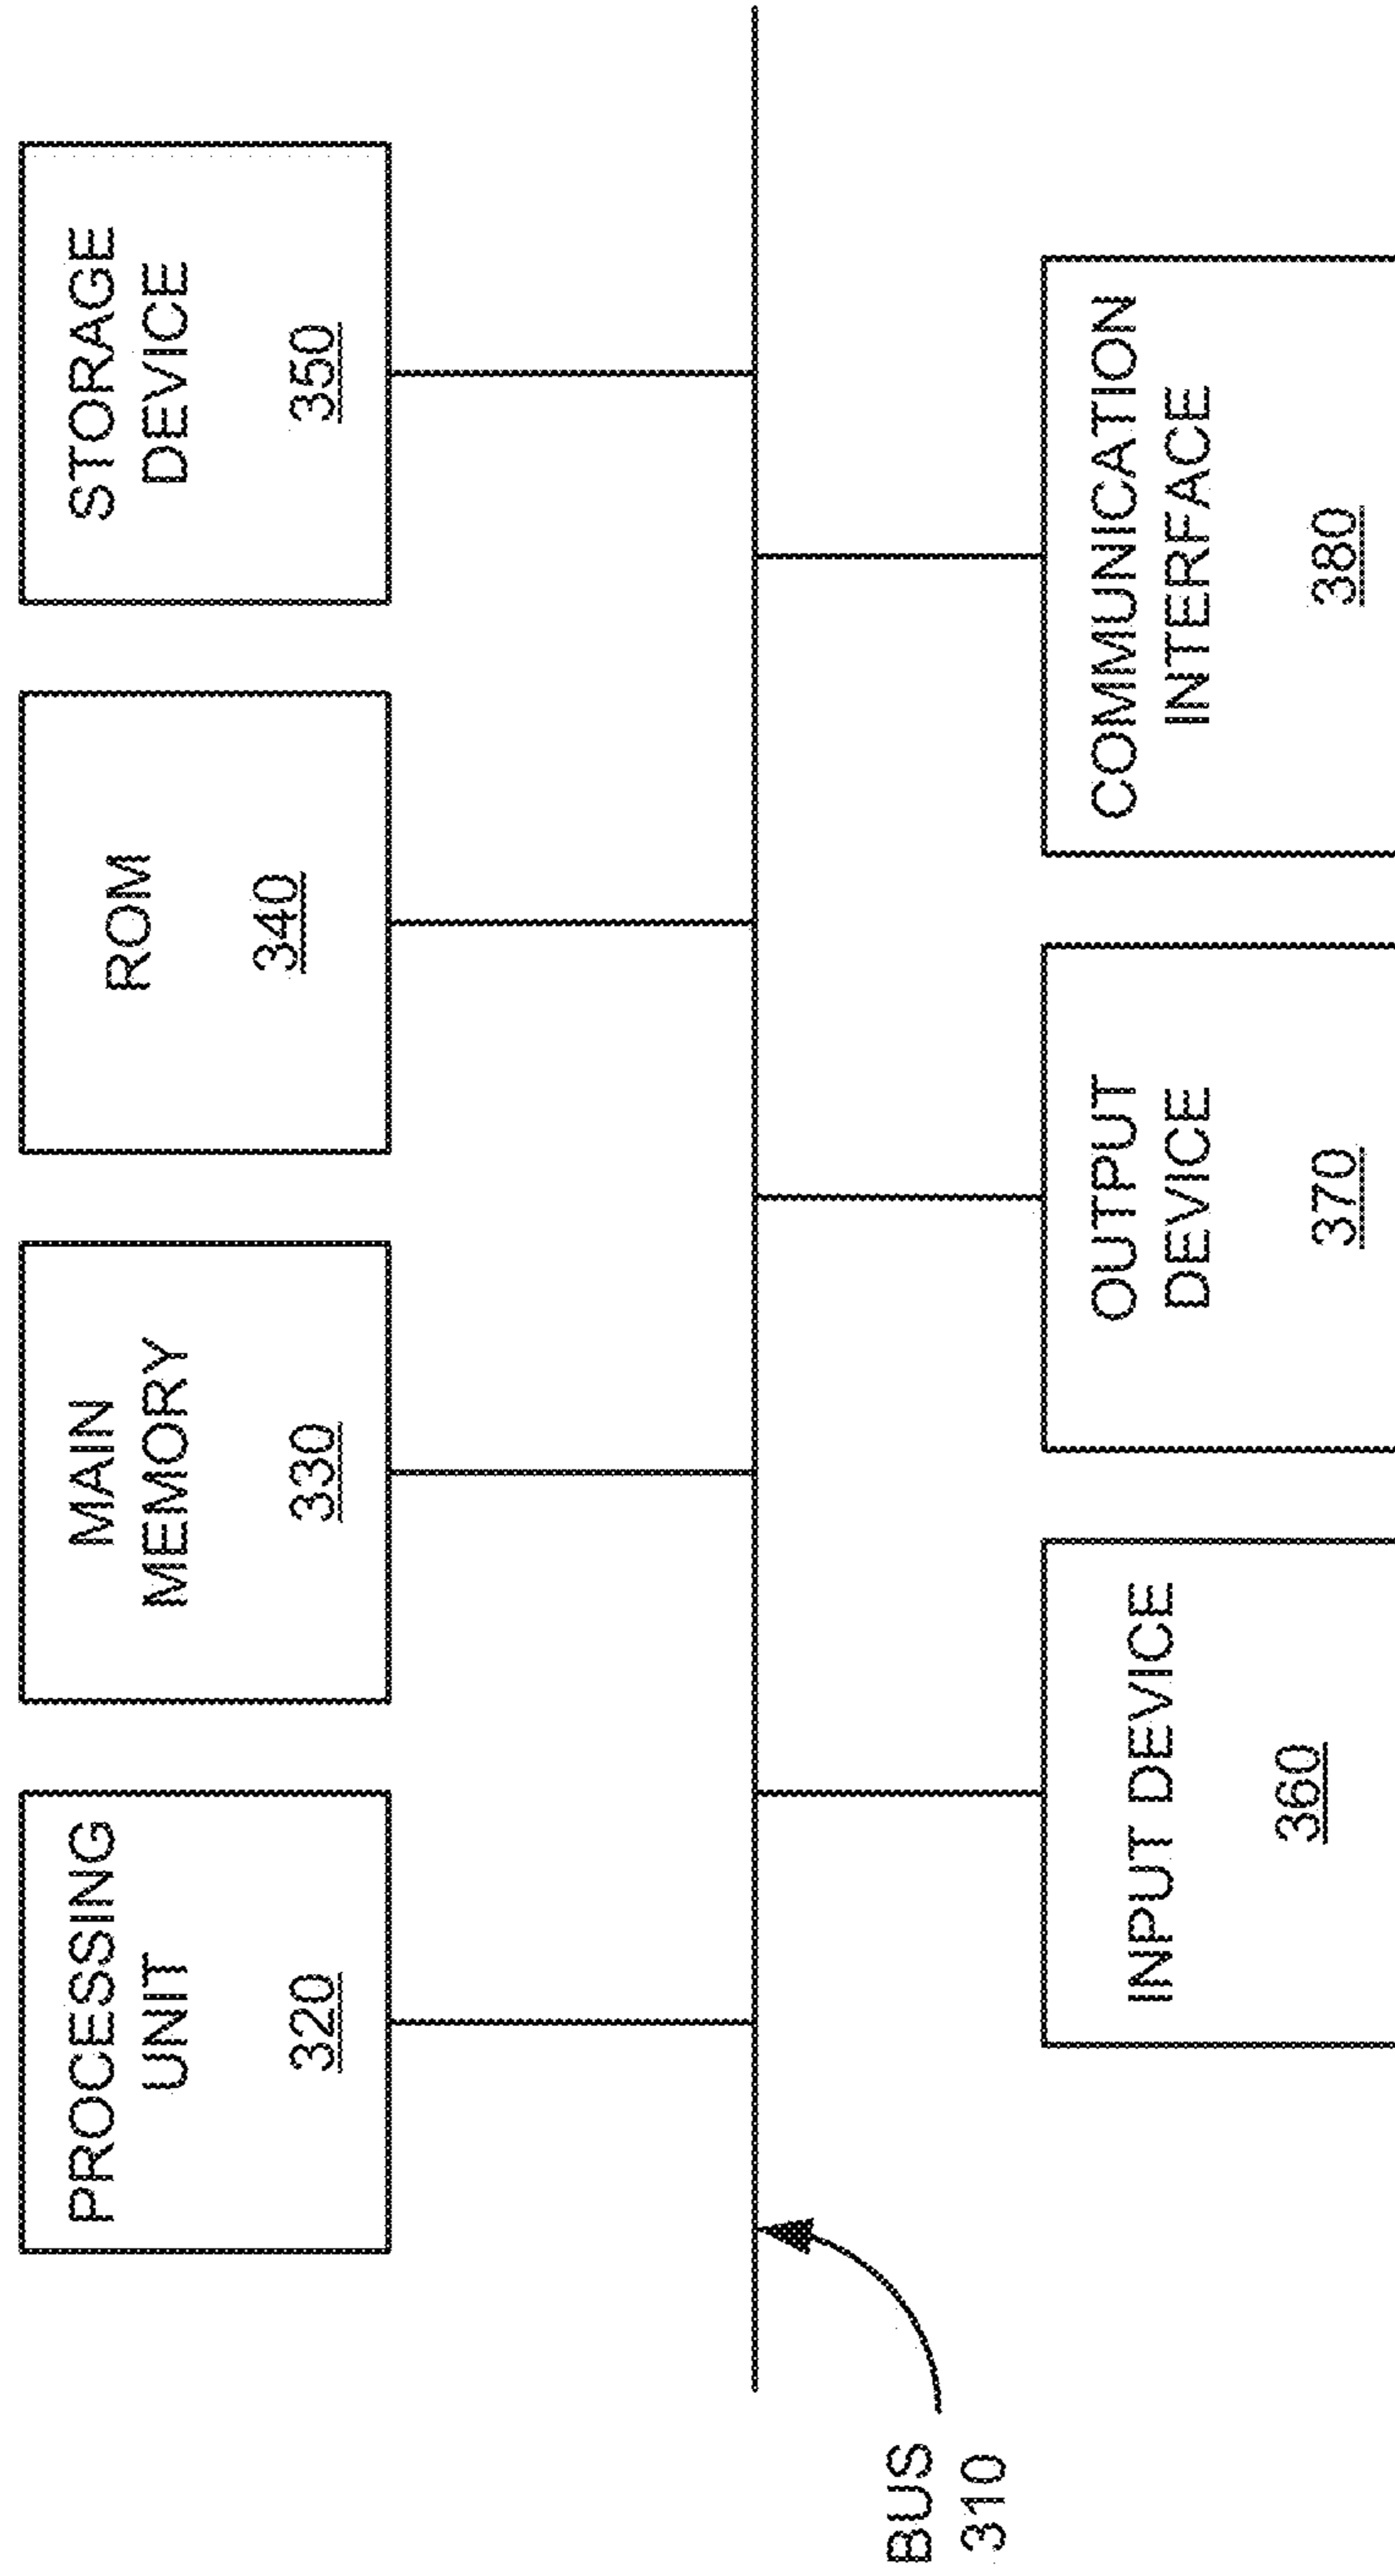 PROCESSING
UNIT
320
MAIN
MEMORY
330
ROM
340
STORAGE
DEVICE
350
BUS
310
INPUT DEVICE
360
OUTPUT
DEVICE
370
COMMUNICATION
INTERFACE
380